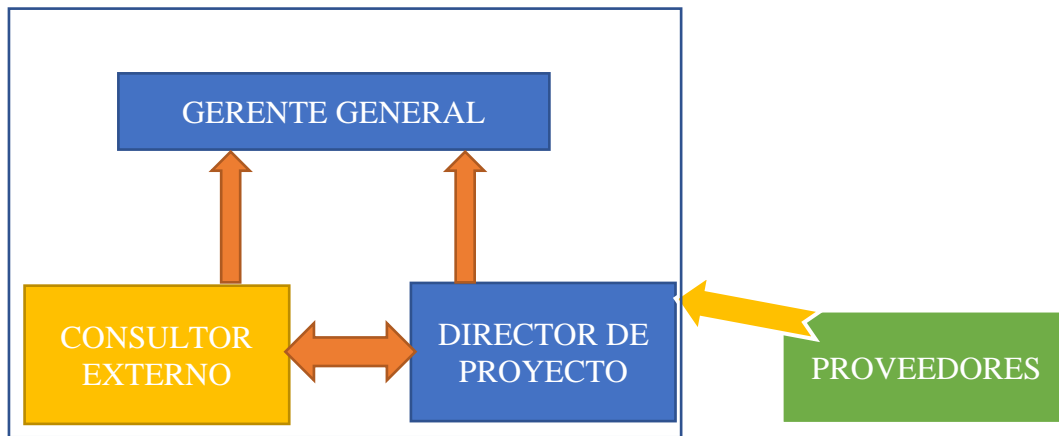 GERENTE GENERAL
CONSULTOR
EXTERNO
DIRECTOR DE
PROYECTO
PROVEEDORES